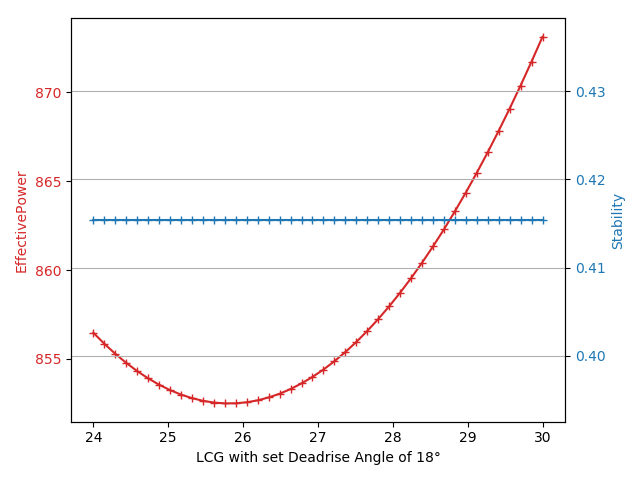 870
865
860
855
EffectivePower
0.43
0.42
0.41
0.40
Stability
24 25 26 27 28 29 30
LCG with set Deadrise Angle of 18°